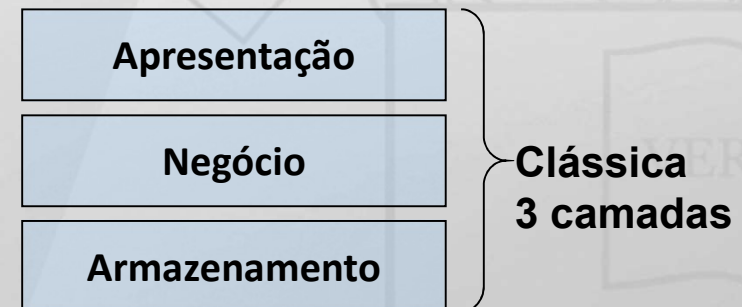 Apresentação
Negócio
Armazenamento
Clássica
3 camadas